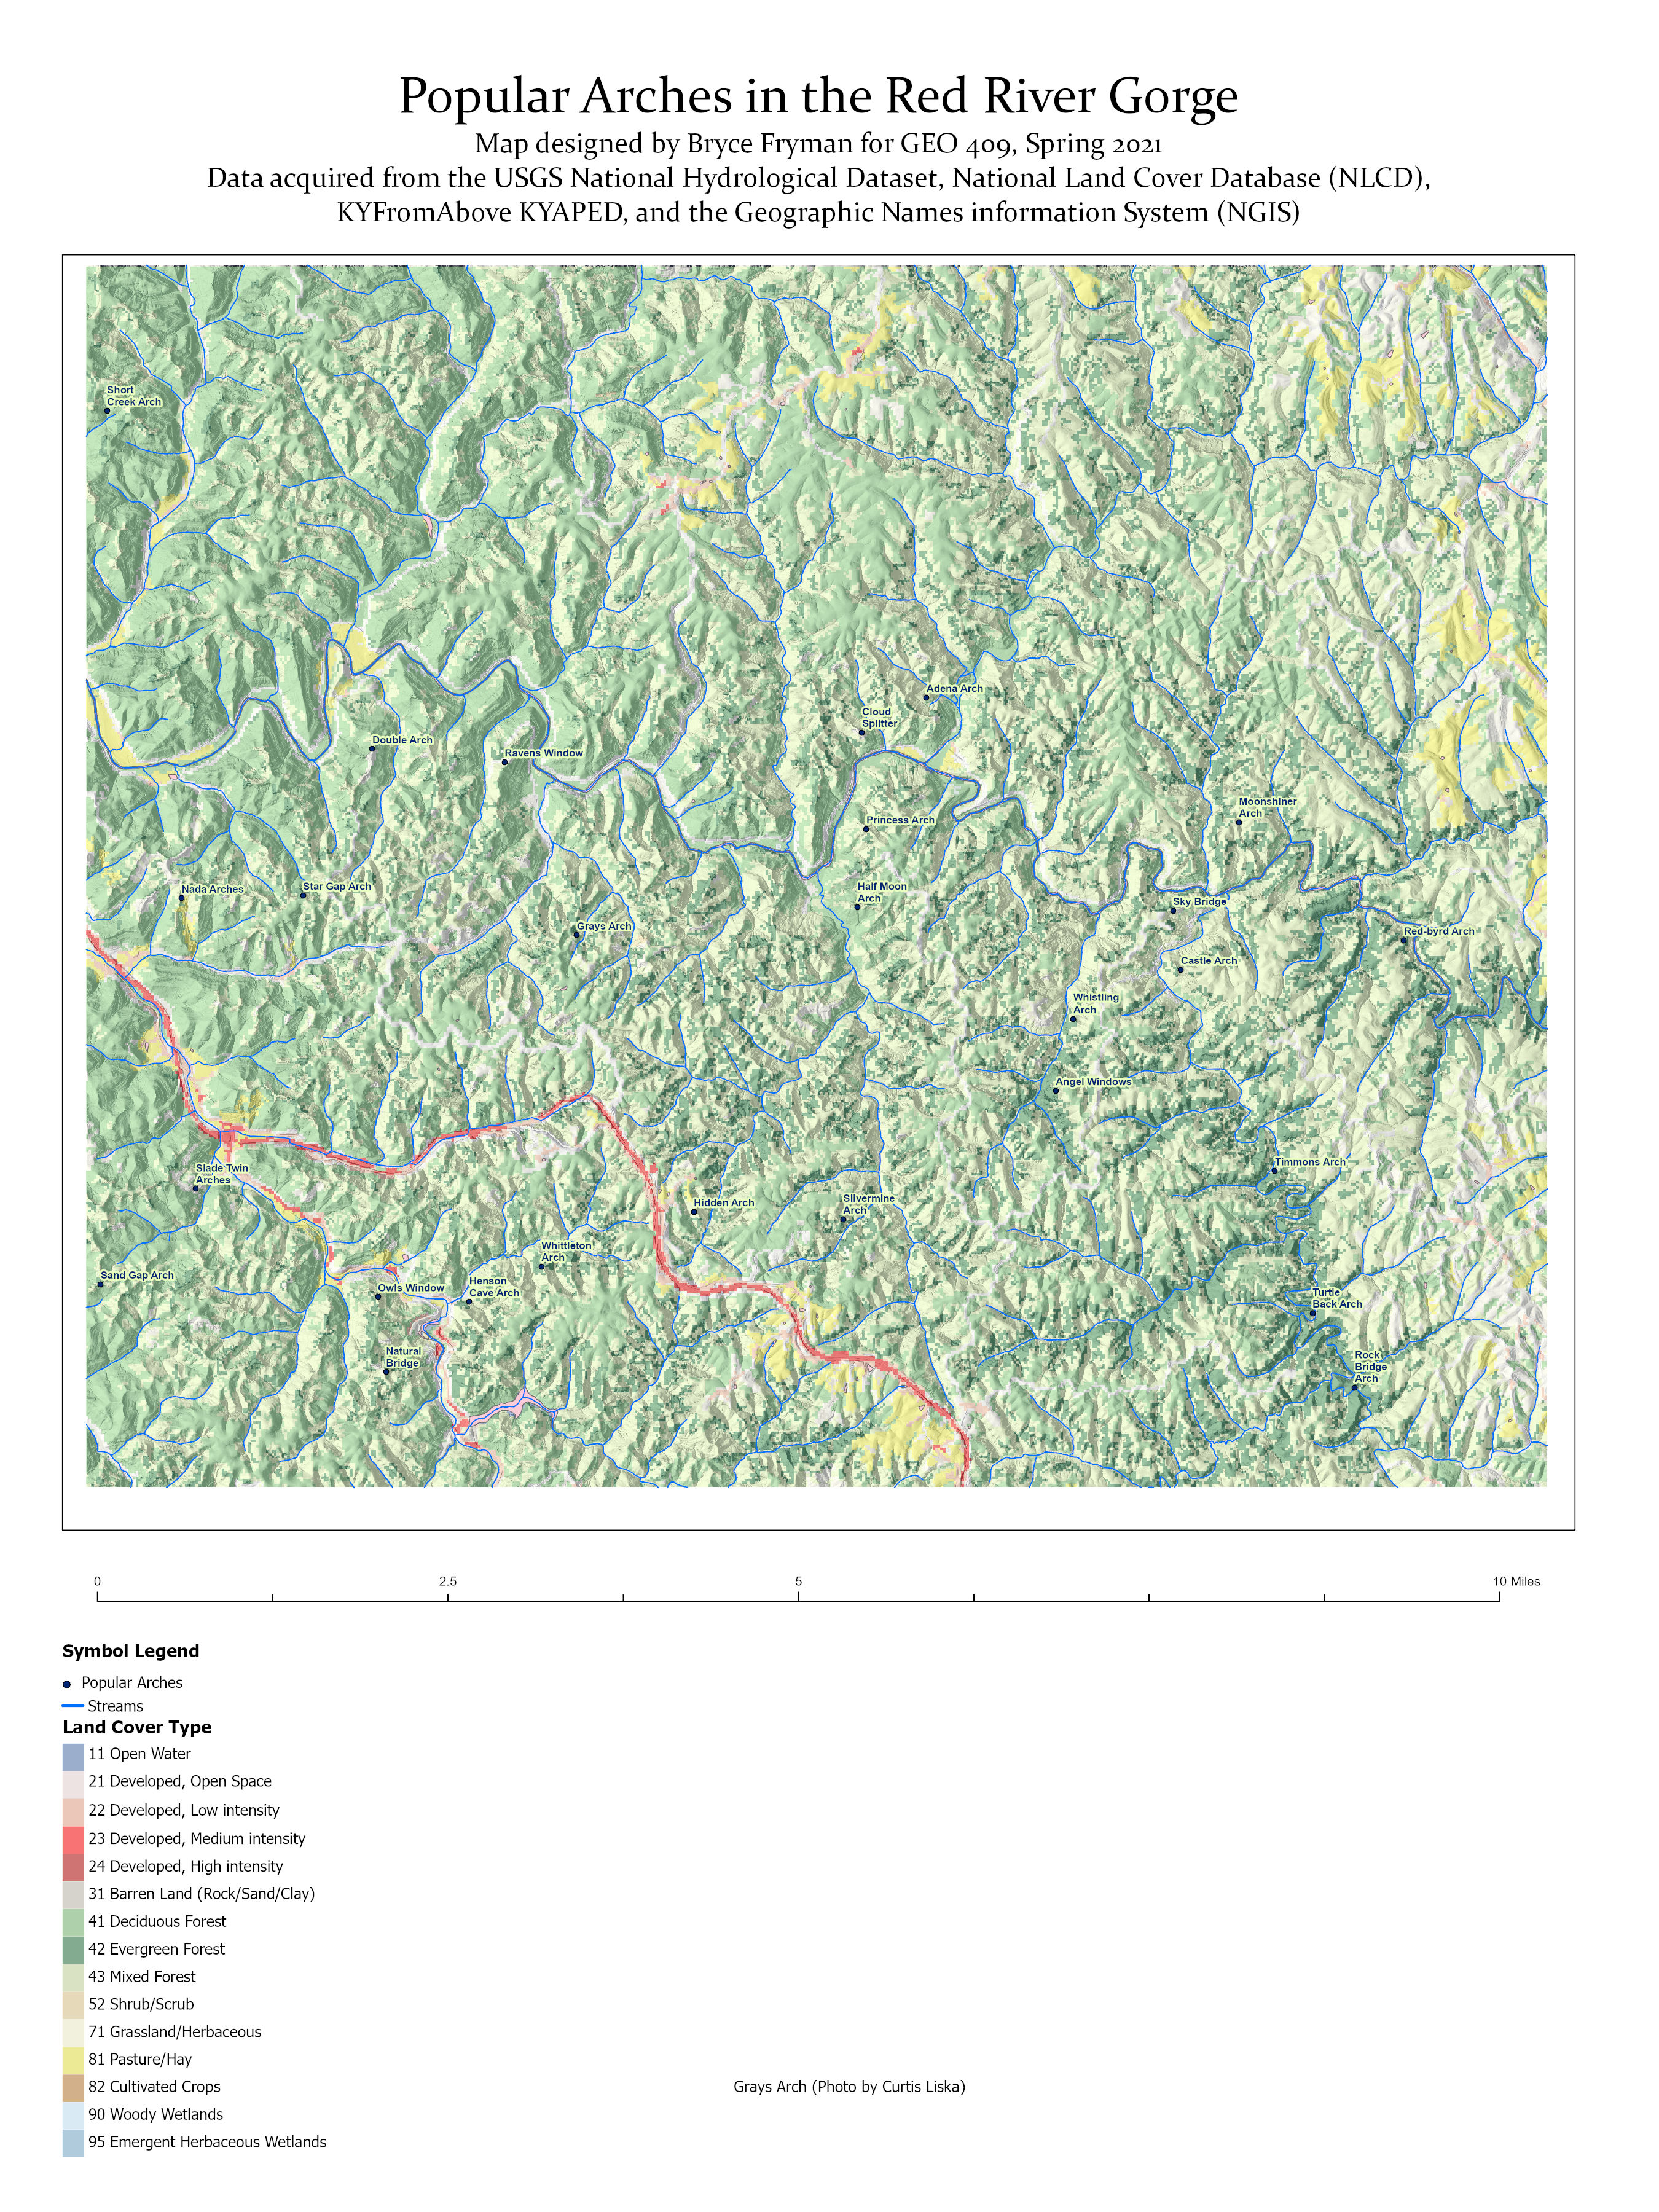 Popular Arches in the Red River Gorge
Map designed by Bryce Fryman for GEO 409, Spring 2021
Data acquired from the USGS National Hydrological Dataset, National Land Cover Database (NLCD),
KYFromAbove KYAPED, and the Geographic Names information System (NGIS)
Short
Creek Arch
Adena Arch
Cloud
Splitter
Double Arch
Ravens Window
Moonshiner
Arch
Princess Arch
Nada Arches
Star Gap Arch
Half Moon
Arch
Sky Bridge
Grays Arch
Red-byrd Arch
Castle Arch
Whistling
Arch
Angel Windows
Slade Twin
Arches
Timmons Arch
Hidden Arch
Silvermine
Arch
Whittleton
Arch
Sand Gap Arch
Owls Window
Henson
Cave Arch
Turtle
Back Arch
Natural
Bridge
Rock
Bridge
Arch
0 2.5 5 10 Miles
Symbol Legend
Popular Arches
Streams
Land Cover Type
11 Open Water
21 Developed, Open Space
22 Developed, Low intensity
23 Developed, Medium intensity
24 Developed, High intensity
31 Barren Land (Rock/Sand/Clay)
41 Deciduous Forest
42 Evergreen Forest
43 Mixed Forest
52 Shrub/Scrub
71 Grassland/Herbaceous
81 Pasture/Hay
82 Cultivated Crops
90 Woody Wetlands
95 Emergent Herbaceous Wetlands
Grays Arch (Photo by Curtis Liska)